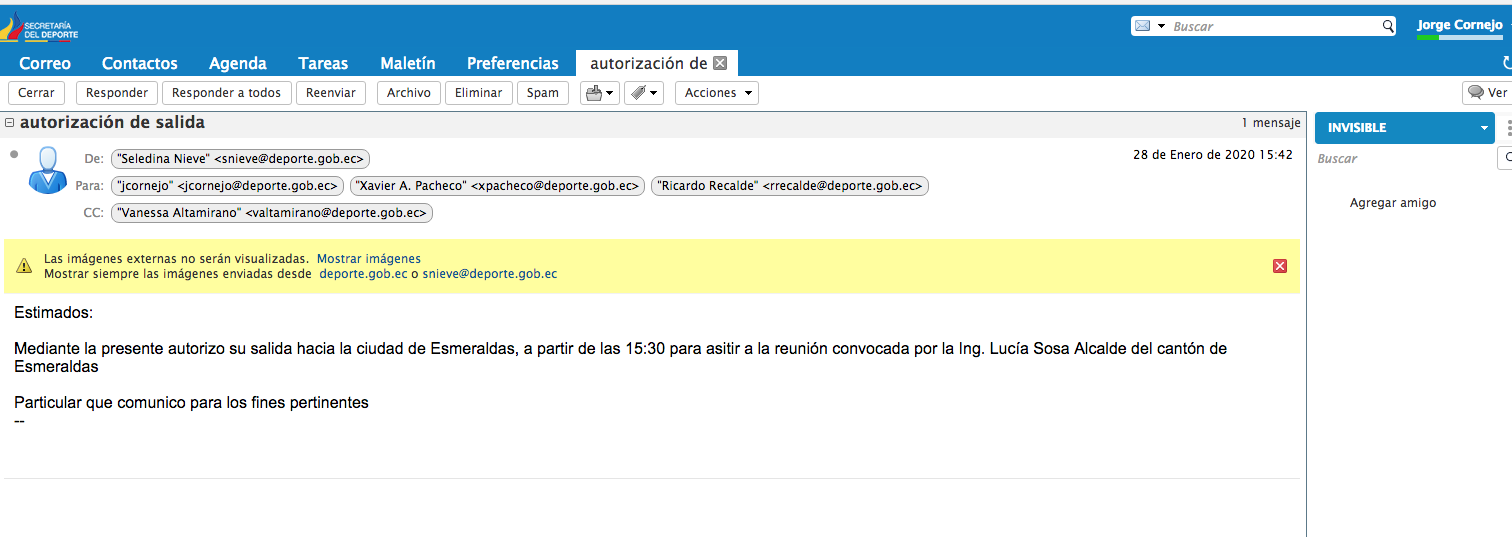 SECRETARÍA
DEL DEPORTE
Buscar
Jorge Cornejo
Correo Contactos Agenda Tareas Maletín Preferencias autorización de
Cerrar Responder Responder a todos Reenviar Archivo Eliminar Spam Acciones Ver
autorización de salida 1 mensaje
INVISIBLE
De: "Seledina Nieve" <snieve@deporte.gob.ec> 28 de Enero de 2020 15:42
Buscar
Para: "jcornejo" <jcornejo@deporte.gob.ec> "Xavier A. Pacheco" <xpacheco@deporte.gob.ec> "Ricardo Recalde" <rrecalde@deporte.gob.ec>
Agregar amigo
CC: "Vanessa Altamirano" <valtamirano@deporte.gob.ec>
Las imágenes externas no serán visualizadas. Mostrar imágenes
Mostrar siempre las imágenes enviadas desde deporte.gob.ec o snieve@deporte.gob.ec
Estimados:
Mediante la presente autorizo su salida hacia la ciudad de Esmeraldas, a partir de las 15:30 para asitir a la reunión convocada por la Ing. Lucía Sosa Alcalde del cantón de
Esmeraldas
Particular que comunico para los fines pertinentes
--